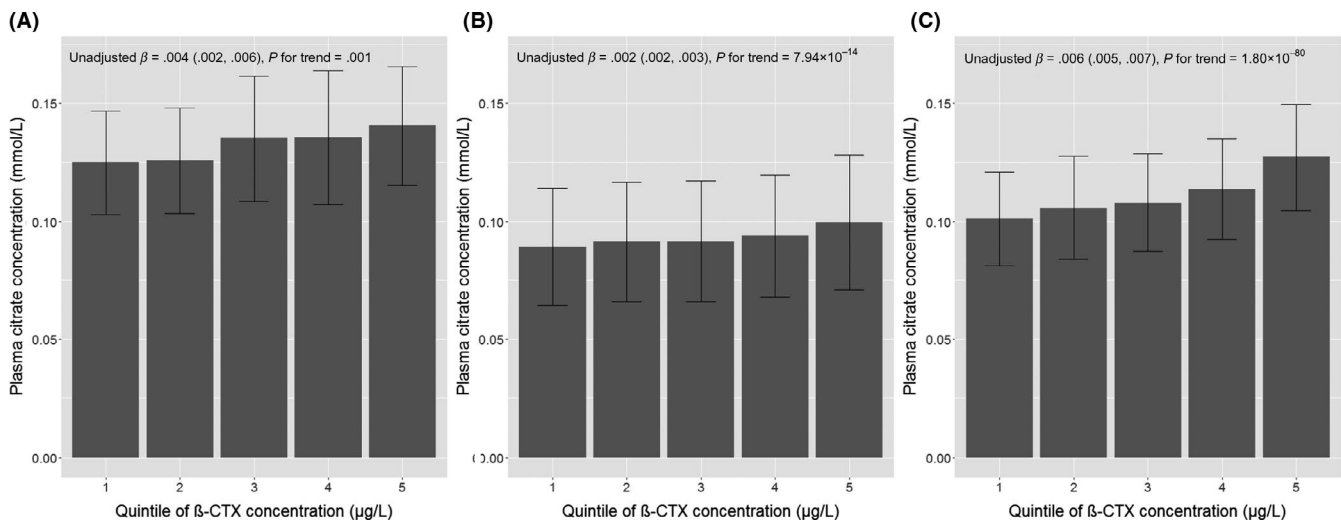 (A)
Unadjusted β = .004 (.002, .006), P for trend = .001
0.15
0.10
0.05
0.00
Plasma citrate concentration (mmol/L)
1 2 3 4 5
Quintile of ß-CTX concentration (µg/L)
(B)
Unadjusted β = .002 (.002, .003), P for trend = 7.94×10⁻¹⁴
0.15
0.10
0.05
0.00
Plasma citrate concentration (mmol/L)
1 2 3 4 5
Quintile of ß-CTX concentration (µg/L)
(C)
Unadjusted β = .006 (.005, .007), P for trend = 1.80×10⁻⁸⁰
0.15
0.10
0.05
0.00
Plasma citrate concentration (mmol/L)
1 2 3 4 5
Quintile of ß-CTX concentration (µg/L)